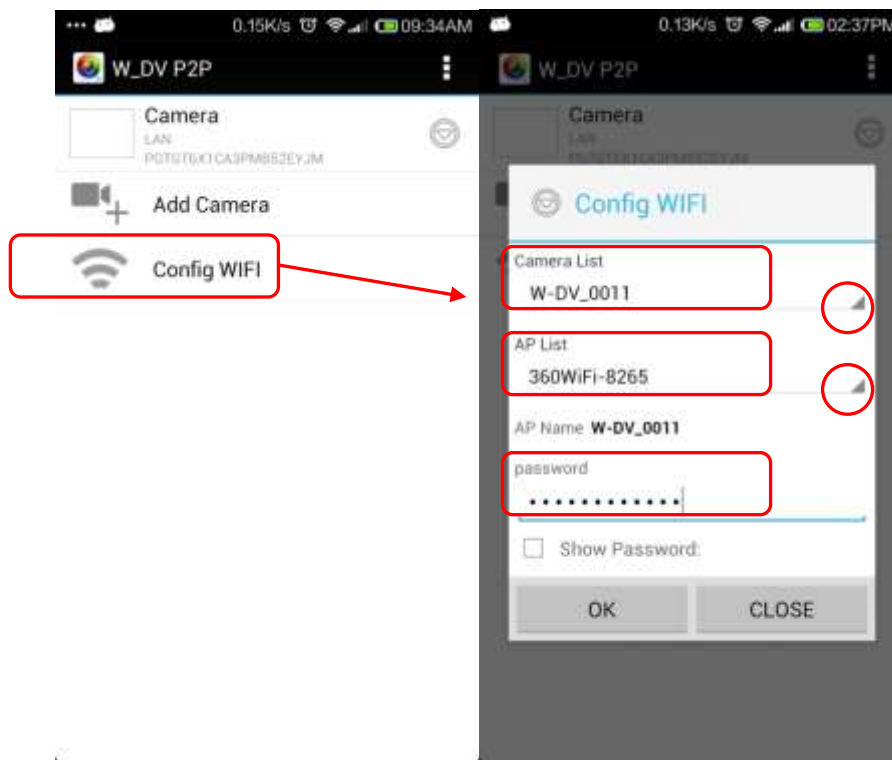 0.15K/s 09:34AM
W_DV P2P
Camera
LAN
Add Camera
Config WIFI
0.13K/s 02:37PM
W_DV P2P
Camera
LAN
Config WIFI
Camera List
W-DV_0011
AP List
360WiFi-8265
AP Name W-DV_0011
password
Show Password:
OK CLOSE